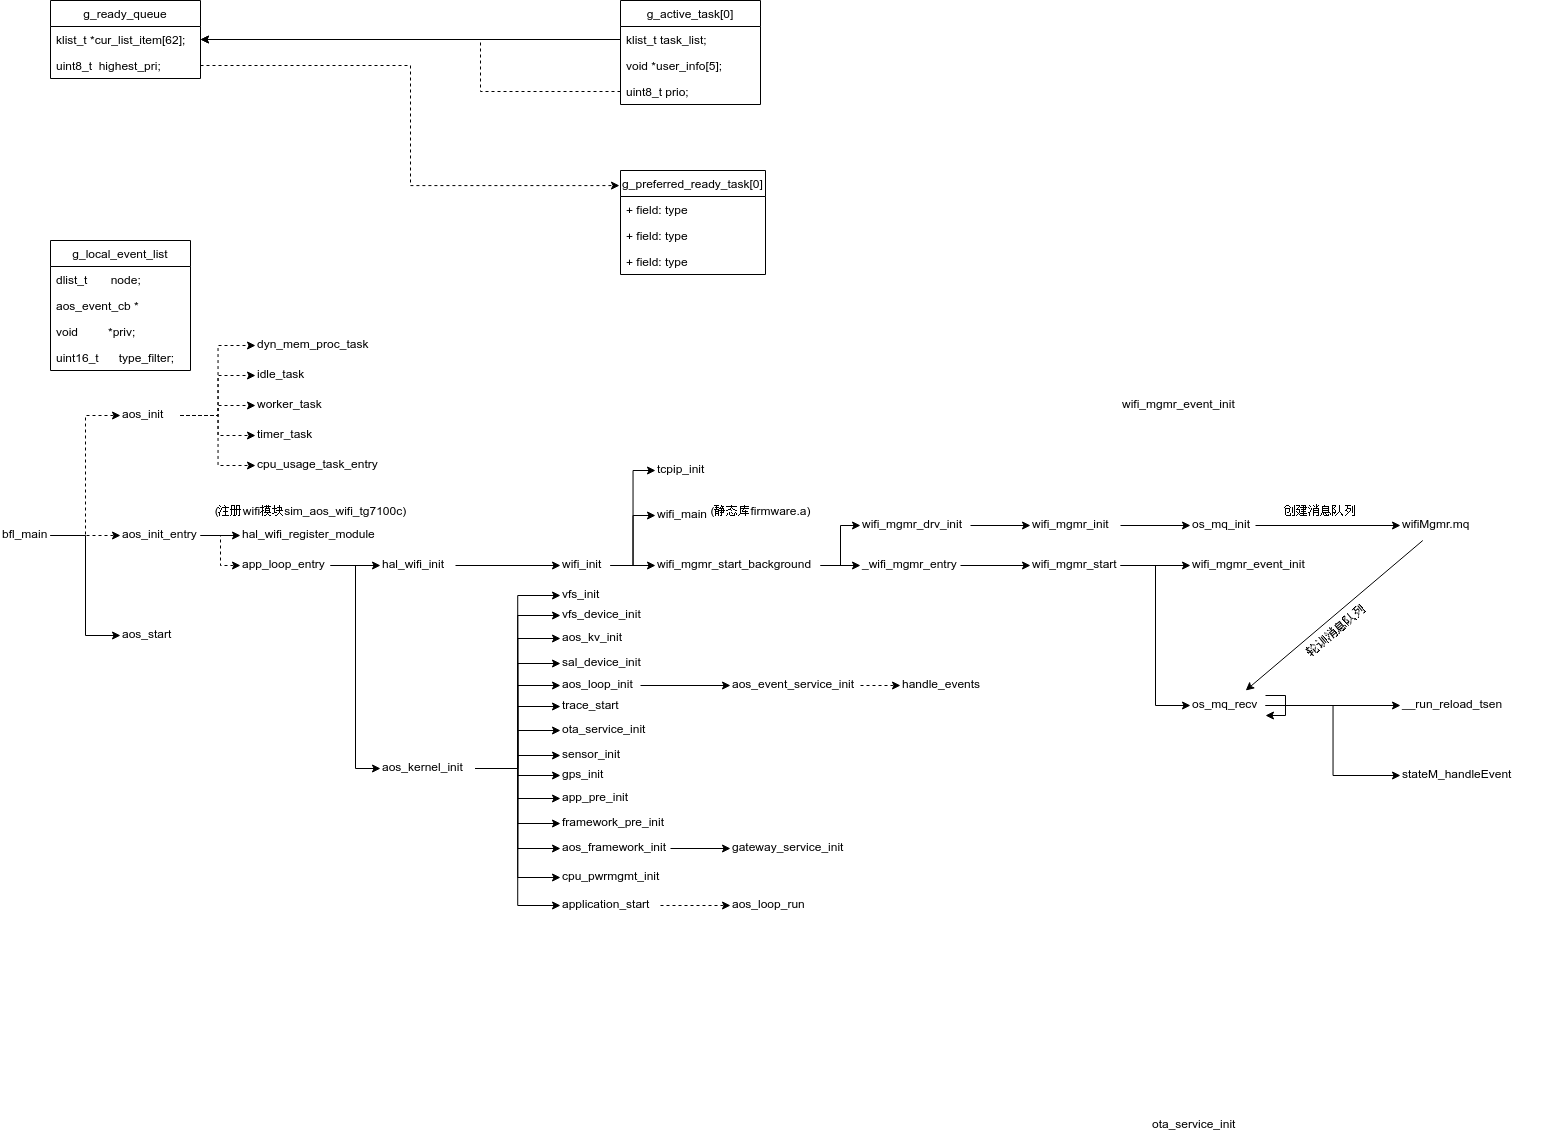 g_ready_queue
klist_t *cur_list_item[62];
uint8_t highest_pri;
g_active_task[0]
klist_t task_list;
void *user_info[5];
uint8_t prio;
g_preferred_ready_task[0]
+ field: type
+ field: type
+ field: type
g_local_event_list
dlist_t node;
aos_event_cb *
void *priv;
uint16_t type_filter;
dyn_mem_proc_task
idle_task
worker_task
timer_task
cpu_usage_task_entry
aos_init
wifi_mgmr_event_init
bfl_main
aos_init_entry
aos_start
(注册wifi模块sim_aos_wifi_tg7100c)
hal_wifi_register_module
app_loop_entry
hal_wifi_init
wifi_init
tcpip_init
wifi_main (静态库firmware.a)
wifi_mgmr_start_background
wifi_mgmr_drv_init
wifi_mgmr_init
os_mq_init
创建消息队列
wifiMgmr.mq
_wifi_mgmr_entry
wifi_mgmr_start
wifi_mgmr_event_init
轮训消息队列
os_mq_recv
__run_reload_tsen
stateM_handleEvent
aos_kernel_init
vfs_init
vfs_device_init
aos_kv_init
sal_device_init
aos_loop_init
aos_event_service_init
handle_events
trace_start
ota_service_init
sensor_init
gps_init
app_pre_init
framework_pre_init
aos_framework_init
gateway_service_init
cpu_pwrmgmt_init
application_start
aos_loop_run
ota_service_init